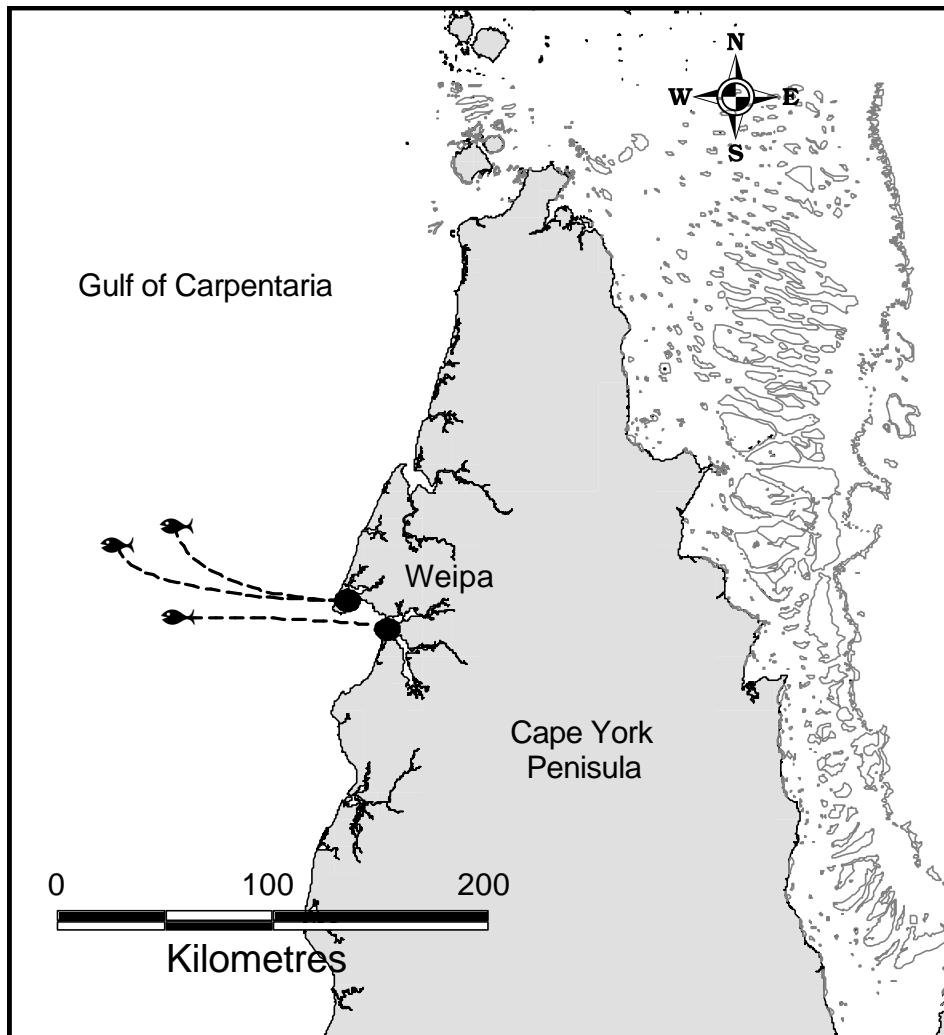 N
W E
S
Gulf of Carpentaria
Weipa
Cape York
Penisula
0 100 200
Kilometres